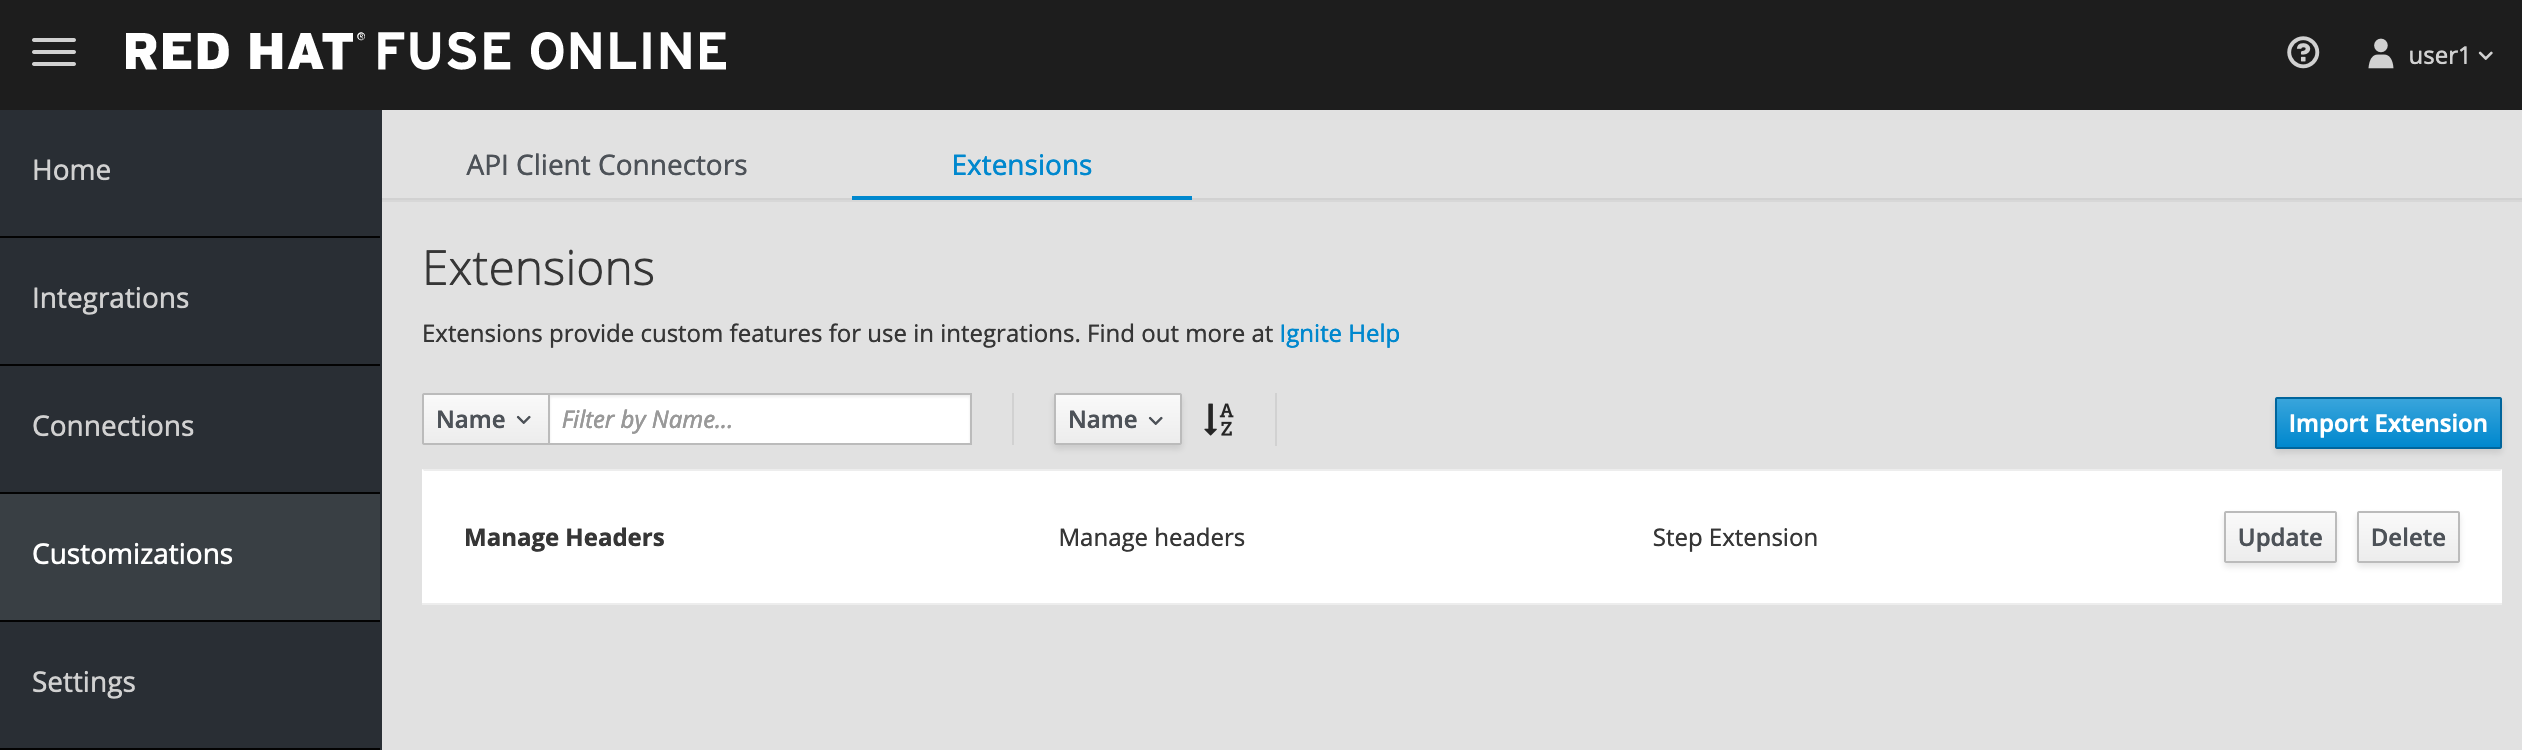 RED HAT® FUSE ONLINE
user1
Home
Integrations
Connections
Customizations
Settings
API Client Connectors
Extensions
Extensions
Extensions provide custom features for use in integrations. Find out more at Ignite Help
Name
Filter by Name...
Name
A
Z
Import Extension
Manage Headers
Manage headers
Step Extension
Update
Delete